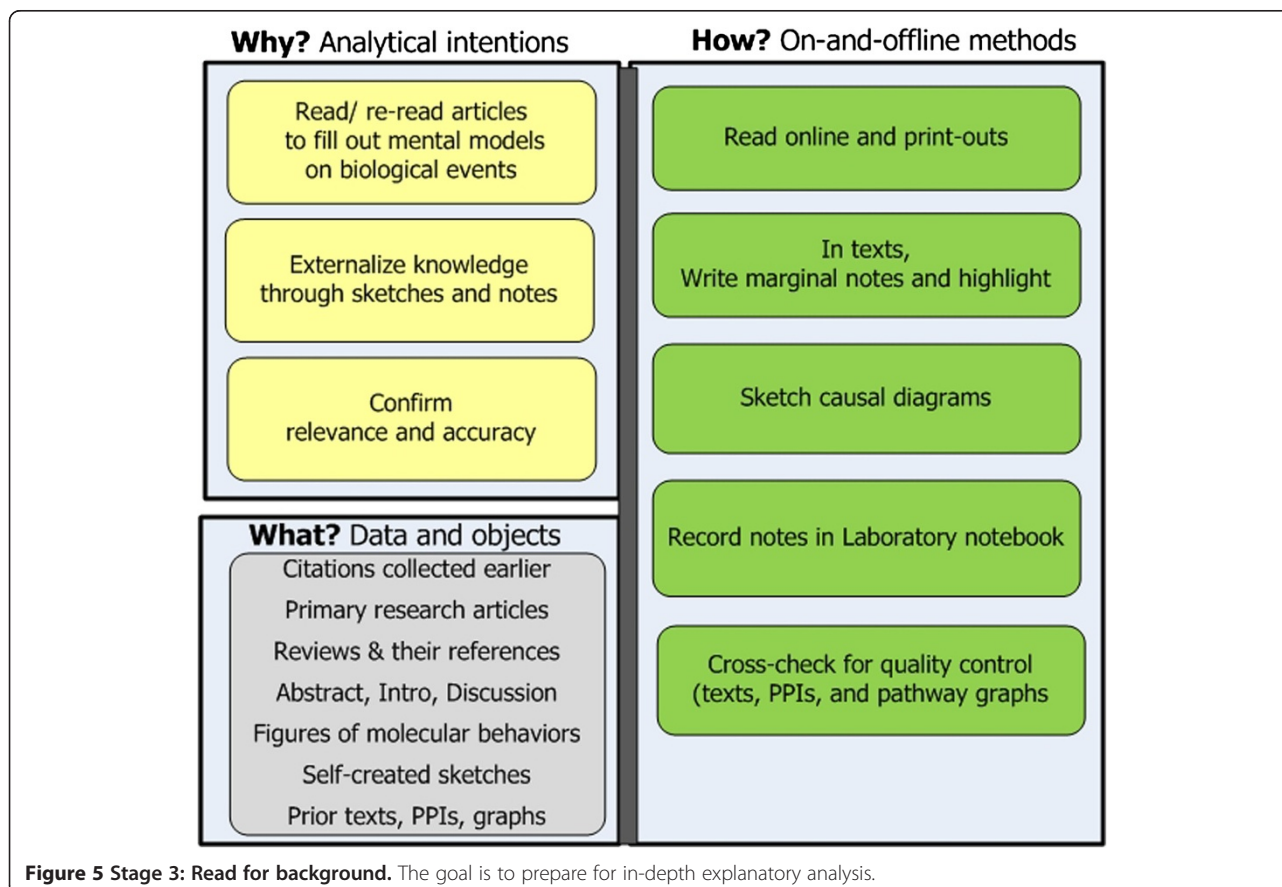 Why? Analytical intentions
Read/ re-read articles
to fill out mental models
on biological events
Externalize knowledge
through sketches and notes
Confirm
relevance and accuracy
What? Data and objects
Citations collected earlier
Primary research articles
Reviews & their references
Abstract, Intro, Discussion
Figures of molecular behaviors
Self-created sketches
Prior texts, PPIs, graphs
How? On-and-offline methods
Read online and print-outs
In texts,
Write marginal notes and highlight
Sketch causal diagrams
Record notes in Laboratory notebook
Cross-check for quality control
(texts, PPIs, and pathway graphs
Figure 5 Stage 3: Read for background. The goal is to prepare for in-depth explanatory analysis.